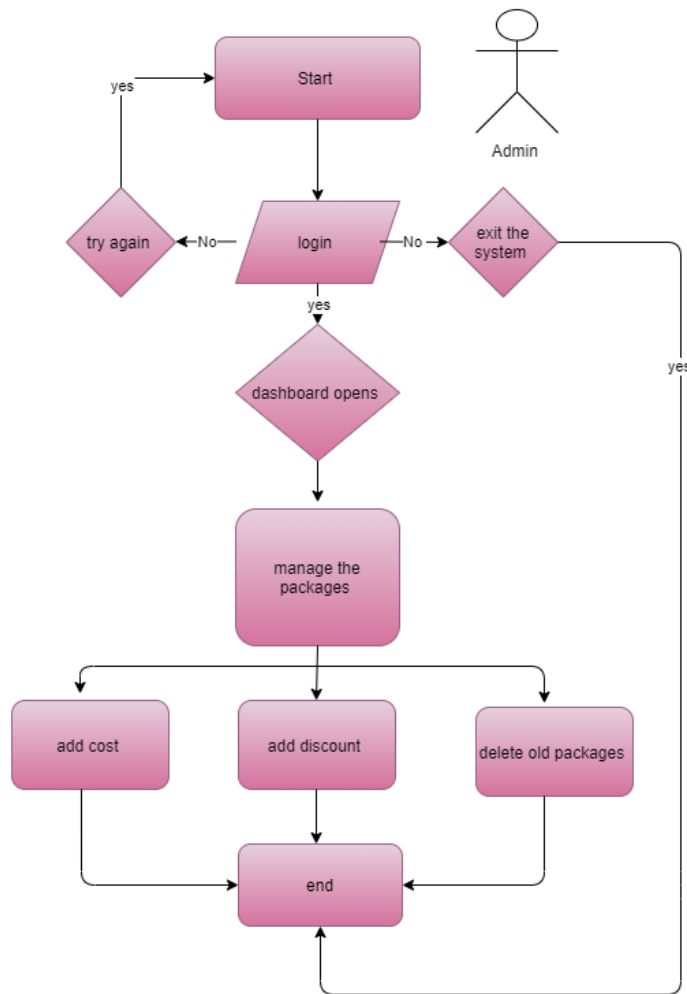 Start
Admin
yes
try again
No
login
No
exit the
system
yes
yes
dashboard opens
manage the
packages
add cost
add discount
delete old packages
end